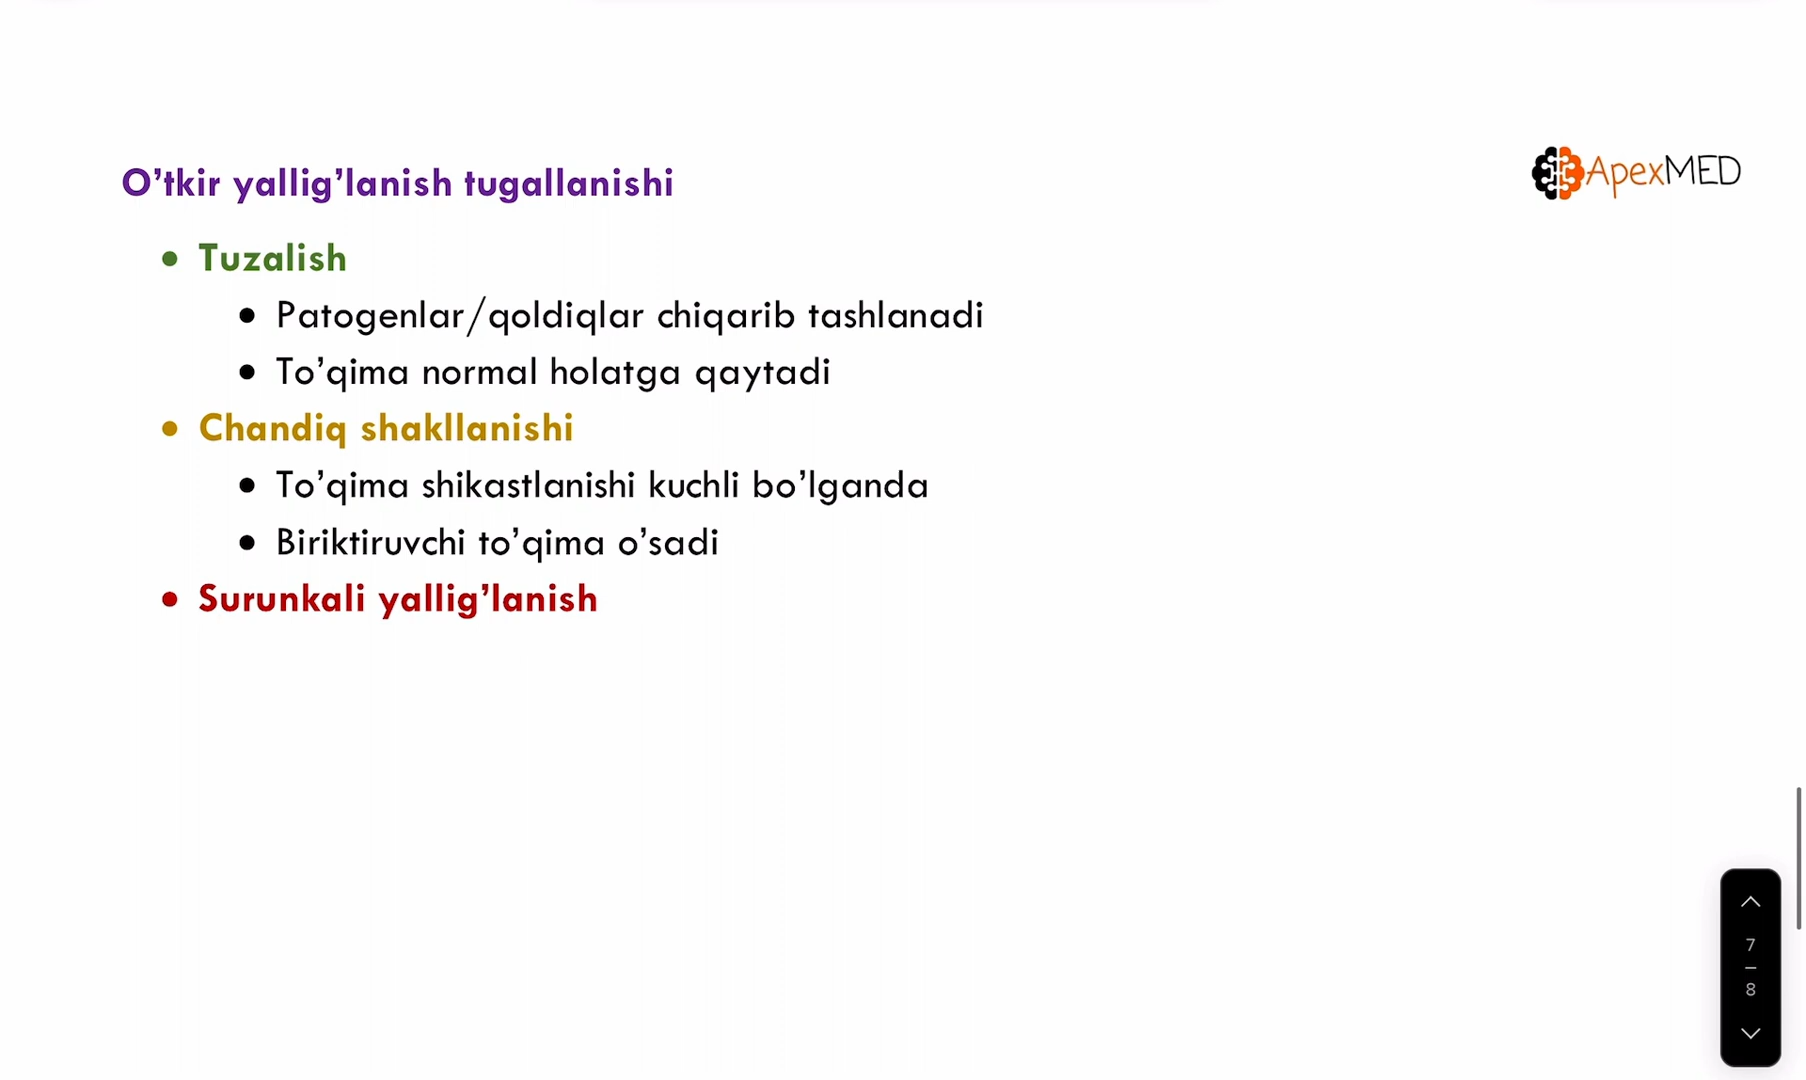 O’tkir yallig’lanish tugallanishi
ApexMED
• Tuzalish
• Patogenlar/qoldiqlar chiqarib tashlanadi
• To’qima normal holatga qaytadi
• Chandiq shakllanishi
• To’qima shikastlanishi kuchli bo’lganda
• Biriktiruvchi to’qima o’sadi
• Surunkali yallig’lanish
7
8